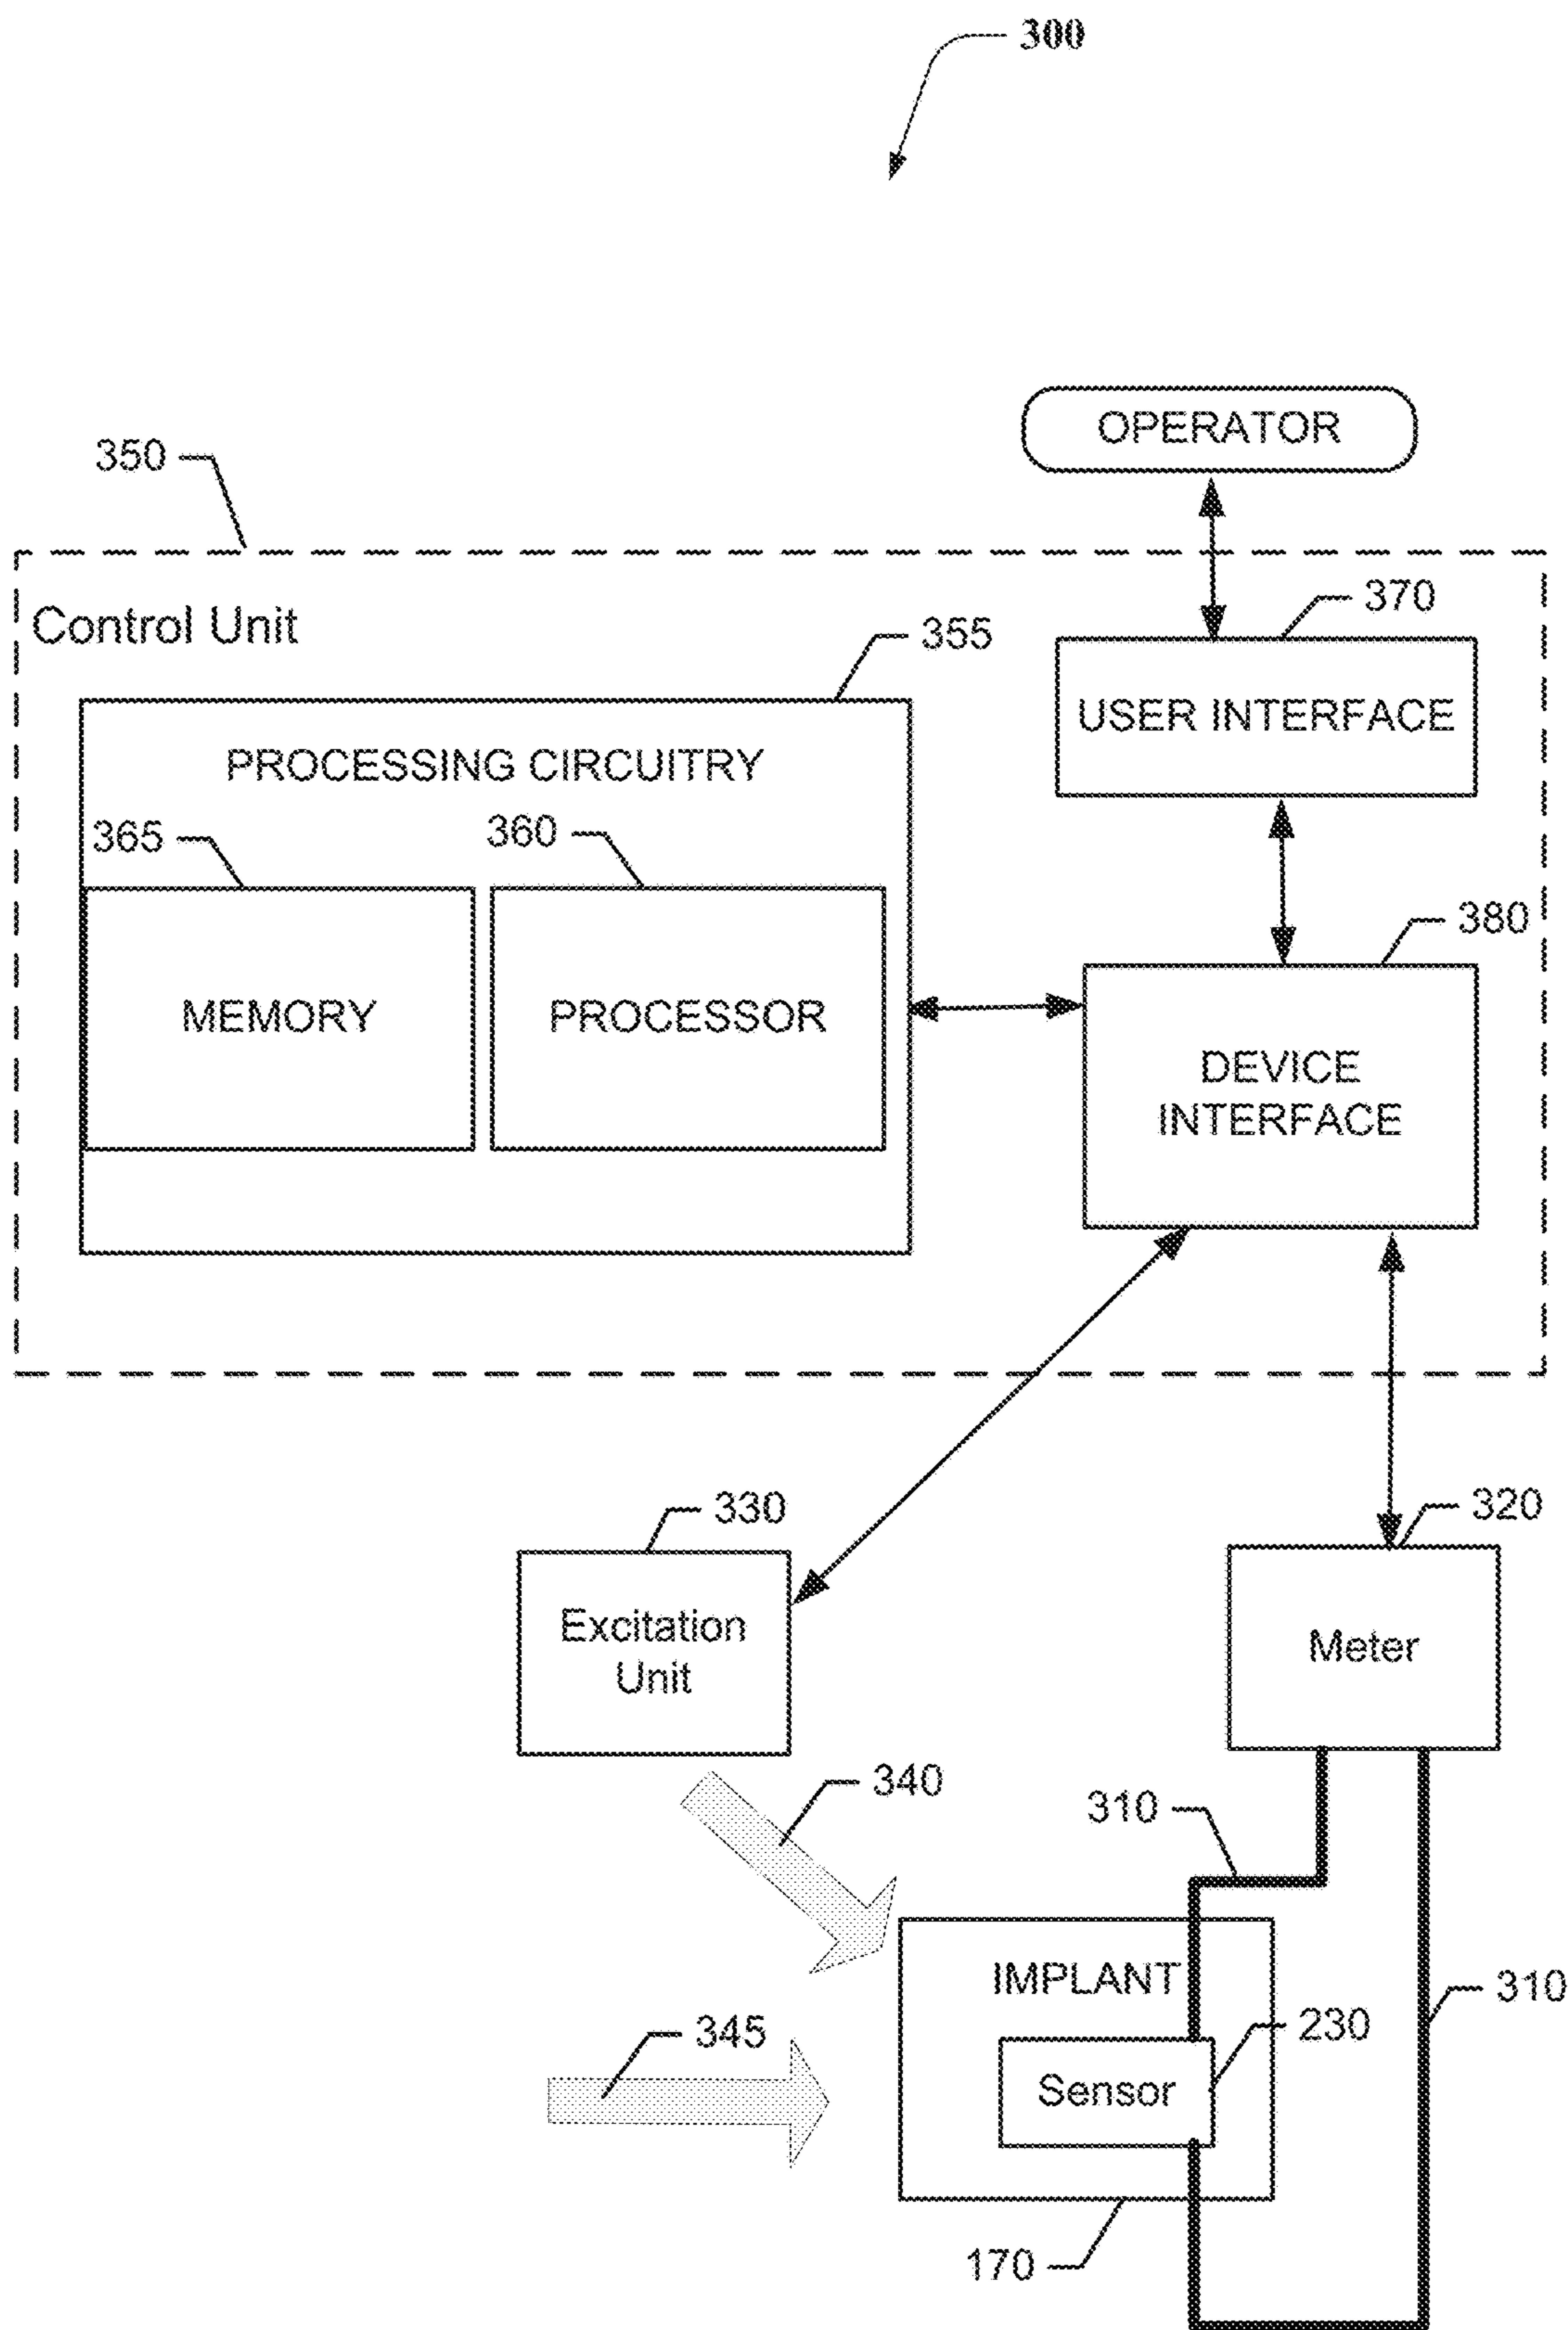 300
OPERATOR
350
Control Unit
370
355
USER INTERFACE
PROCESSING CIRCUITRY
365
360
380
MEMORY
PROCESSOR
DEVICE
INTERFACE
330
320
Excitation
Unit
Meter
340
310
IMPLANT
310
345
230
Sensor
170